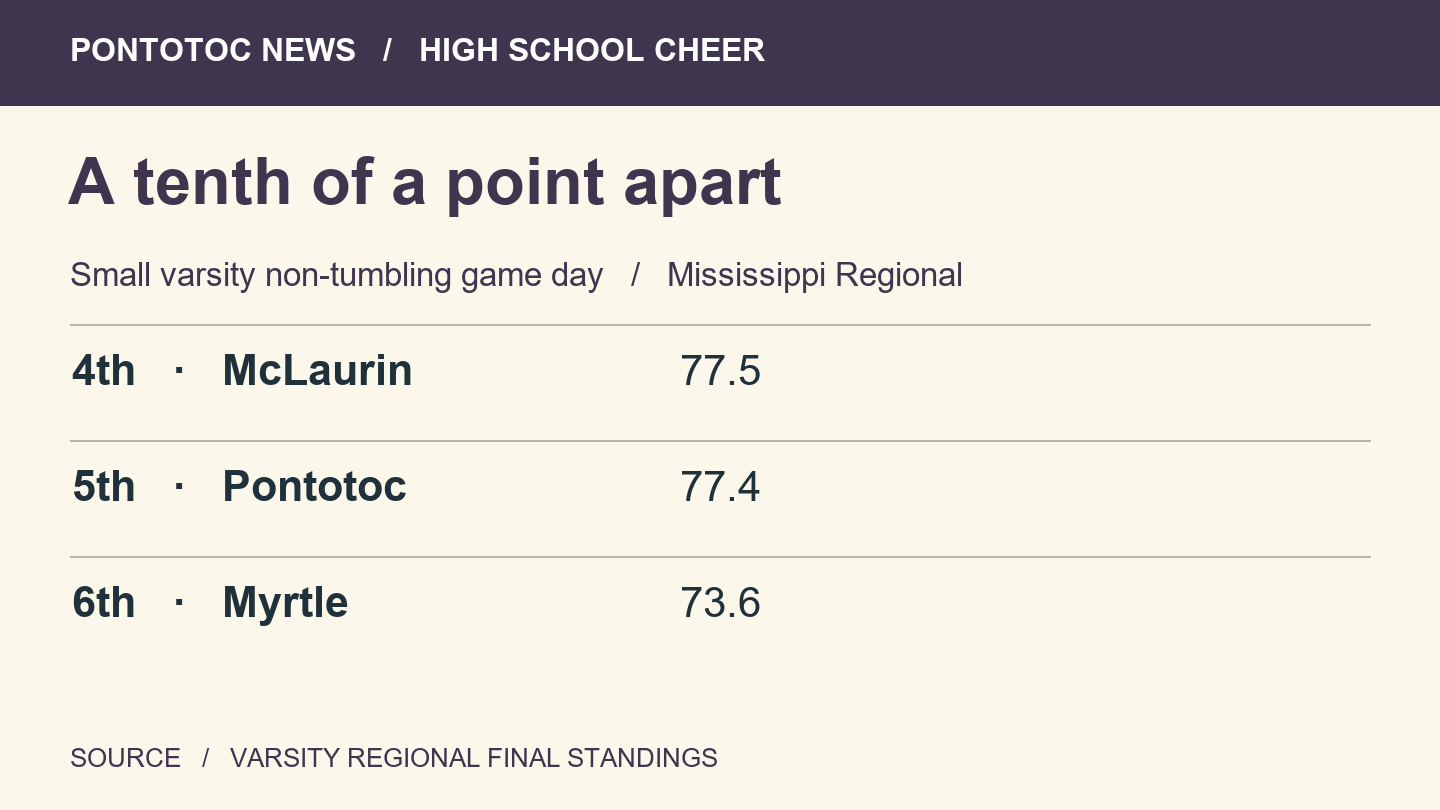 PONTOTOC NEWS / HIGH SCHOOL CHEER
A tenth of a point apart
Small varsity non-tumbling game day / Mississippi Regional
4th · McLaurin 77.5
5th · Pontotoc 77.4
6th · Myrtle 73.6
SOURCE / VARSITY REGIONAL FINAL STANDINGS